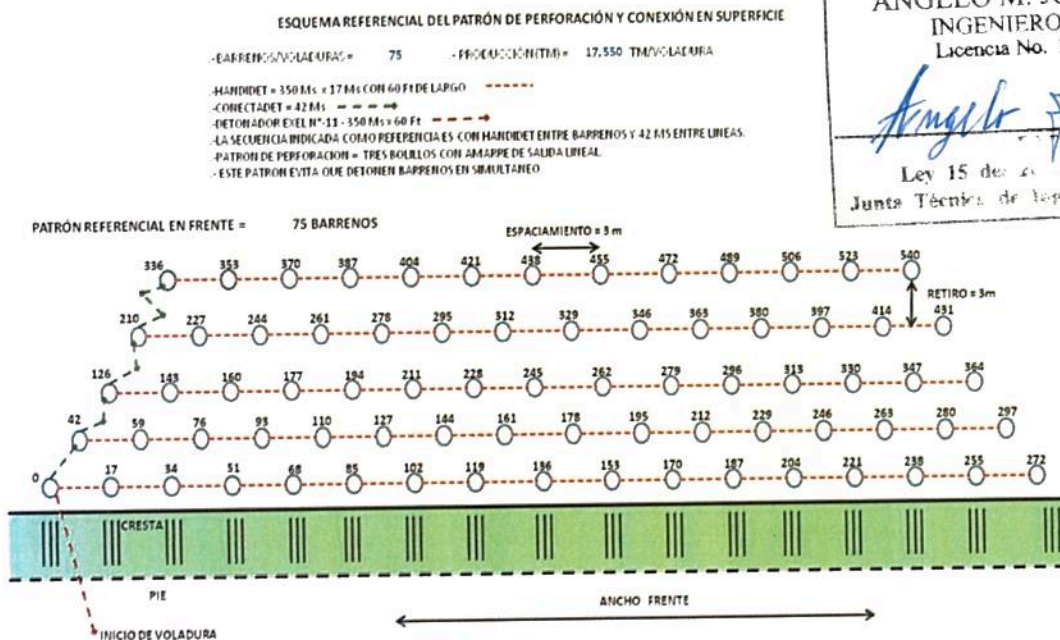 ESQUEMA REFERENCIAL DEL PATRÓN DE PERFORACIÓN Y CONEXIÓN EN SUPERFICIE
-BARRENOS/VOLADURAS = 75 -PRODUCCIÓN(TM) = 17,550 TM/VOLADURA
-HANDIDET = 350 Ms x 17 Ms CON 60 Ft DE LARGO
-CONECTADET = 42 Ms
-DETONADOR EXEL N°-11 - 350 Ms x 60 Ft
-LA SECUENCIA INDICADA COMO REFERENCIA ES CON HANDIDET ENTRE BARRENOS Y 42 MS ENTRE LINEAS.
-PATRON DE PERFORACION = TRES BOLILLOS CON AMARRE DE SALIDA LINEAL
- ESTE PATRON EVITA QUE DETONEN BARRENOS EN SIMULTANEO
ANGELO M.
INGENIERO
Licencia No.
Angelo
Ley 15 de
Junta Técnica de
PATRÓN REFERENCIAL EN FRENTE = 75 BARRENOS
ESPACIAMIENTO = 3 m
336 353 370 387 404 421 438 455 472 489 506 523 540
RETIRO = 3m
210 227 244 261 278 295 312 329 346 363 380 397 414 431
126 143 160 177 194 211 228 245 262 279 296 313 330 347 364
42 59 76 93 110 127 144 161 178 195 212 229 246 263 280 297
0 17 34 51 68 85 102 119 136 153 170 187 204 221 238 255 272
CRESTA
PIE
ANCHO FRENTE
INICIO DE VOLADURA